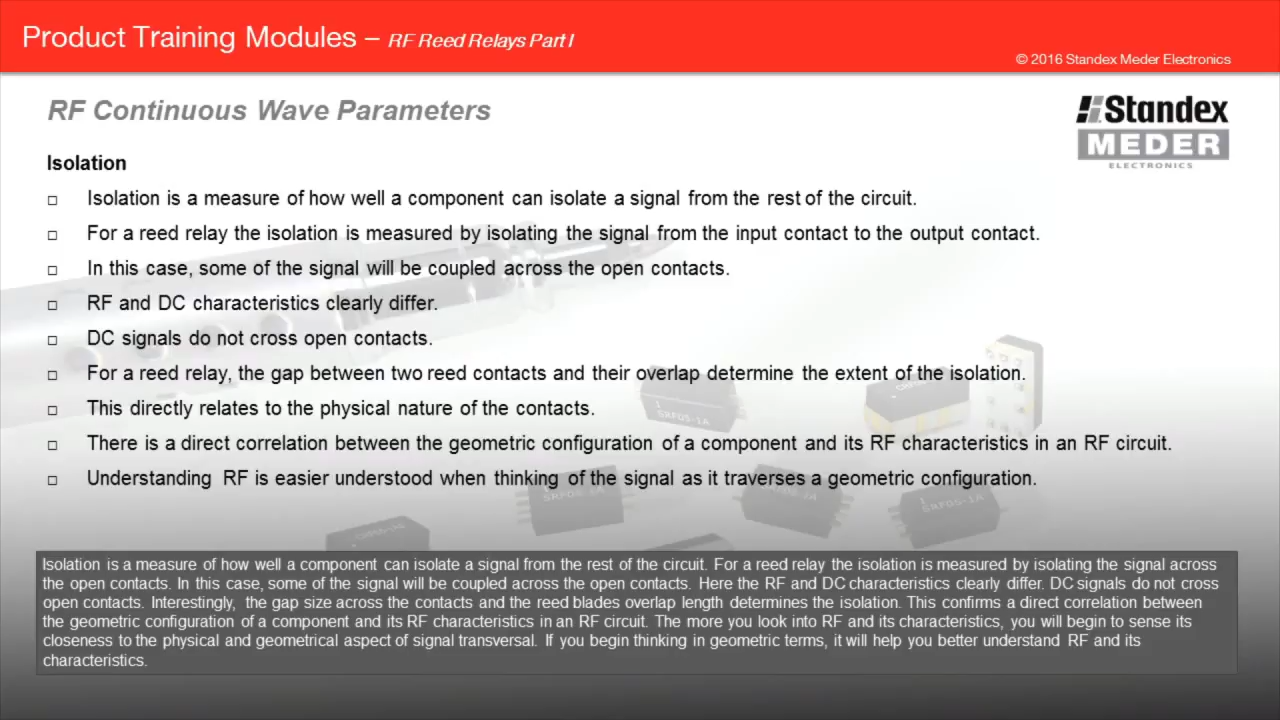 Product Training Modules – RF Reed Relays Part I
© 2016 Standex Meder Electronics
RF Continuous Wave Parameters
Standex
MEDER
ELECTRONICS
Isolation
Isolation is a measure of how well a component can isolate a signal from the rest of the circuit.
For a reed relay the isolation is measured by isolating the signal from the input contact to the output contact.
In this case, some of the signal will be coupled across the open contacts.
RF and DC characteristics clearly differ.
DC signals do not cross open contacts.
For a reed relay, the gap between two reed contacts and their overlap determine the extent of the isolation.
This directly relates to the physical nature of the contacts.
There is a direct correlation between the geometric configuration of a component and its RF characteristics in an RF circuit.
Understanding RF is easier understood when thinking of the signal as it traverses a geometric configuration.
SRF05-1A
SRF05-1A
SRF05-1A
Isolation is a measure of how well a component can isolate a signal from the rest of the circuit. For a reed relay the isolation is measured by isolating the signal across
the open contacts. In this case, some of the signal will be coupled across the open contacts. Here the RF and DC characteristics clearly differ. DC signals do not cross
open contacts. Interestingly, the gap size across the contacts and the reed blades overlap length determines the isolation. This confirms a direct correlation between
the geometric configuration of a component and its RF characteristics in an RF circuit. The more you look into RF and its characteristics, you will begin to sense its
closeness to the physical and geometrical aspect of signal transversal. If you begin thinking in geometric terms, it will help you better understand RF and its
characteristics.